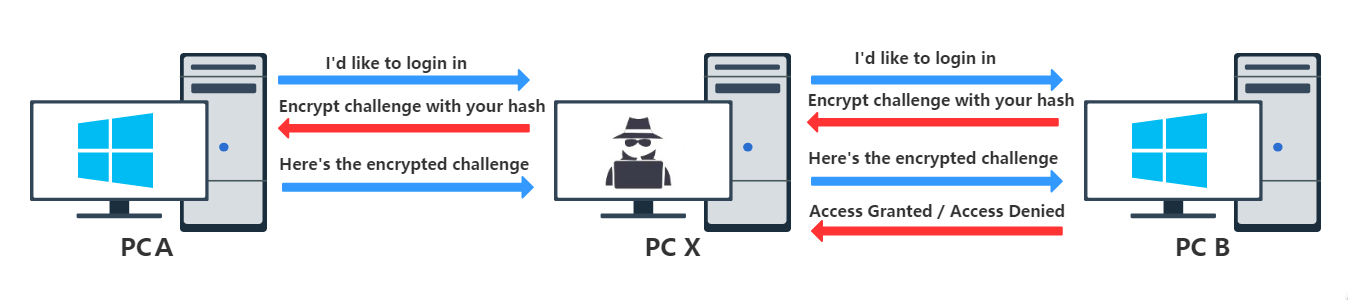 I'd like to login in
Encrypt challenge with your hash
Here's the encrypted challenge
I'd like to login in
Encrypt challenge with your hash
Here's the encrypted challenge
Access Granted / Access Denied
PC A
PC X
PC B